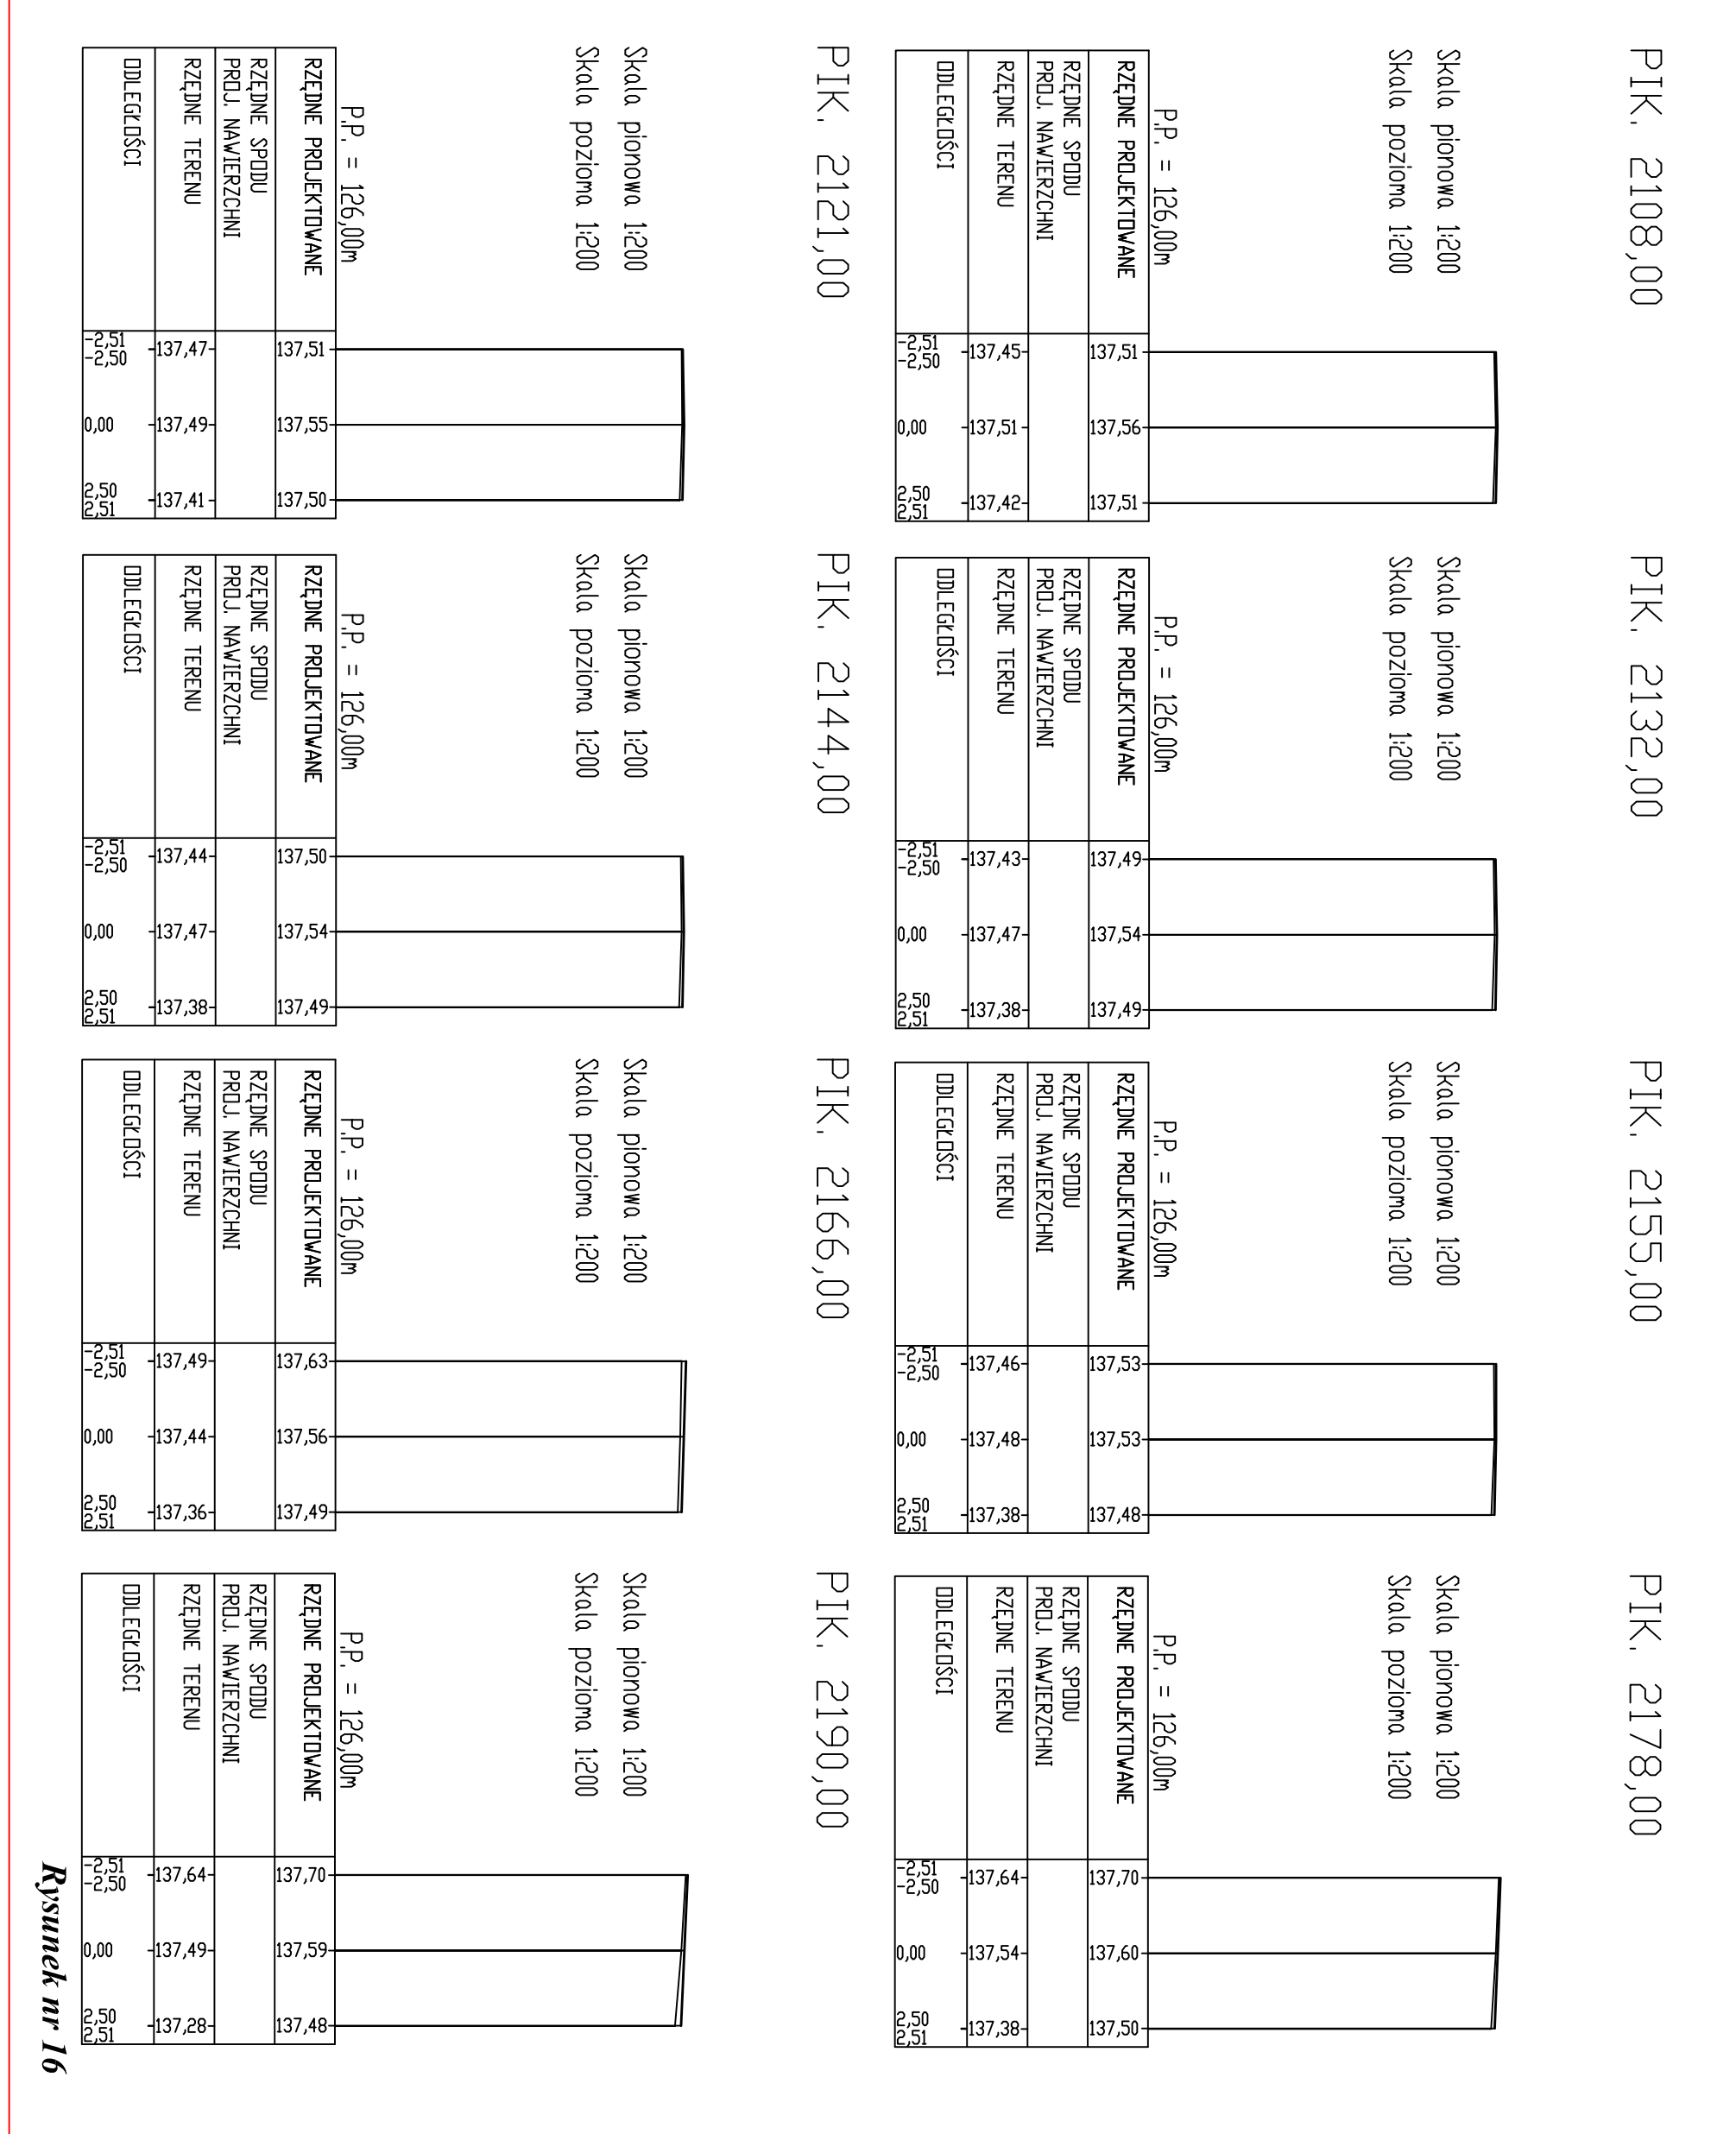 PIK. 2108,00
Skala pionowa 1:200
Skala pozioma 1:200
P.P. = 126,00m
RZĘDNE PROJEKTOWANE 137,51 137,56 137,51
RZĘDNE SPODU
PROJ. NAWIERZCHNI
RZĘDNE TERENU 137,45 137,51 137,42
ODLEGŁOŚCI -2,51 -2,50 0,00 2,50 2,51
PIK. 2132,00
Skala pionowa 1:200
Skala pozioma 1:200
P.P. = 126,00m
RZĘDNE PROJEKTOWANE 137,49 137,54 137,49
RZĘDNE SPODU
PROJ. NAWIERZCHNI
RZĘDNE TERENU 137,43 137,47 137,38
ODLEGŁOŚCI -2,51 -2,50 0,00 2,50 2,51
PIK. 2155,00
Skala pionowa 1:200
Skala pozioma 1:200
P.P. = 126,00m
RZĘDNE PROJEKTOWANE 137,53 137,53 137,48
RZĘDNE SPODU
PROJ. NAWIERZCHNI
RZĘDNE TERENU 137,46 137,48 137,38
ODLEGŁOŚCI -2,51 -2,50 0,00 2,50 2,51
PIK. 2178,00
Skala pionowa 1:200
Skala pozioma 1:200
P.P. = 126,00m
RZĘDNE PROJEKTOWANE 137,70 137,60 137,50
RZĘDNE SPODU
PROJ. NAWIERZCHNI
RZĘDNE TERENU 137,64 137,54 137,38
ODLEGŁOŚCI -2,51 -2,50 0,00 2,50 2,51
PIK. 2121,00
Skala pionowa 1:200
Skala pozioma 1:200
P.P. = 126,00m
RZĘDNE PROJEKTOWANE 137,51 137,55 137,50
RZĘDNE SPODU
PROJ. NAWIERZCHNI
RZĘDNE TERENU 137,47 137,49 137,41
ODLEGŁOŚCI -2,51 -2,50 0,00 2,50 2,51
PIK. 2144,00
Skala pionowa 1:200
Skala pozioma 1:200
P.P. = 126,00m
RZĘDNE PROJEKTOWANE 137,50 137,54 137,49
RZĘDNE SPODU
PROJ. NAWIERZCHNI
RZĘDNE TERENU 137,44 137,47 137,38
ODLEGŁOŚCI -2,51 -2,50 0,00 2,50 2,51
PIK. 2166,00
Skala pionowa 1:200
Skala pozioma 1:200
P.P. = 126,00m
RZĘDNE PROJEKTOWANE 137,63 137,56 137,49
RZĘDNE SPODU
PROJ. NAWIERZCHNI
RZĘDNE TERENU 137,49 137,44 137,36
ODLEGŁOŚCI -2,51 -2,50 0,00 2,50 2,51
PIK. 2190,00
Skala pionowa 1:200
Skala pozioma 1:200
P.P. = 126,00m
RZĘDNE PROJEKTOWANE 137,70 137,59 137,48
RZĘDNE SPODU
PROJ. NAWIERZCHNI
RZĘDNE TERENU 137,64 137,49 137,28
ODLEGŁOŚCI -2,51 -2,50 0,00 2,50 2,51
Rysunek nr 16